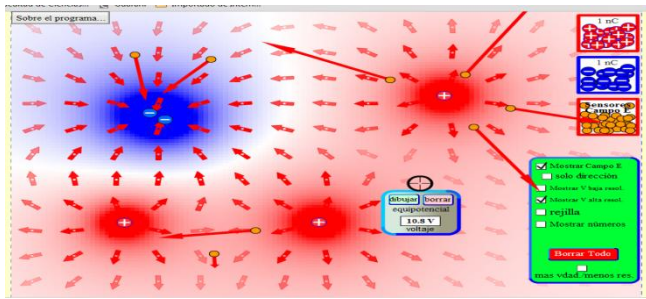 Sobre el programa...
1 nC
1 nC
Sensores
Campo E
Mostrar Campo E
solo dirección
Mostrar V baja resol.
Mostrar V alta resol.
rejilla
Mostrar números
Borrar Todo
mas vdad./menos res.
dibujar borrar
equipotencial
10.8 V
voltaje